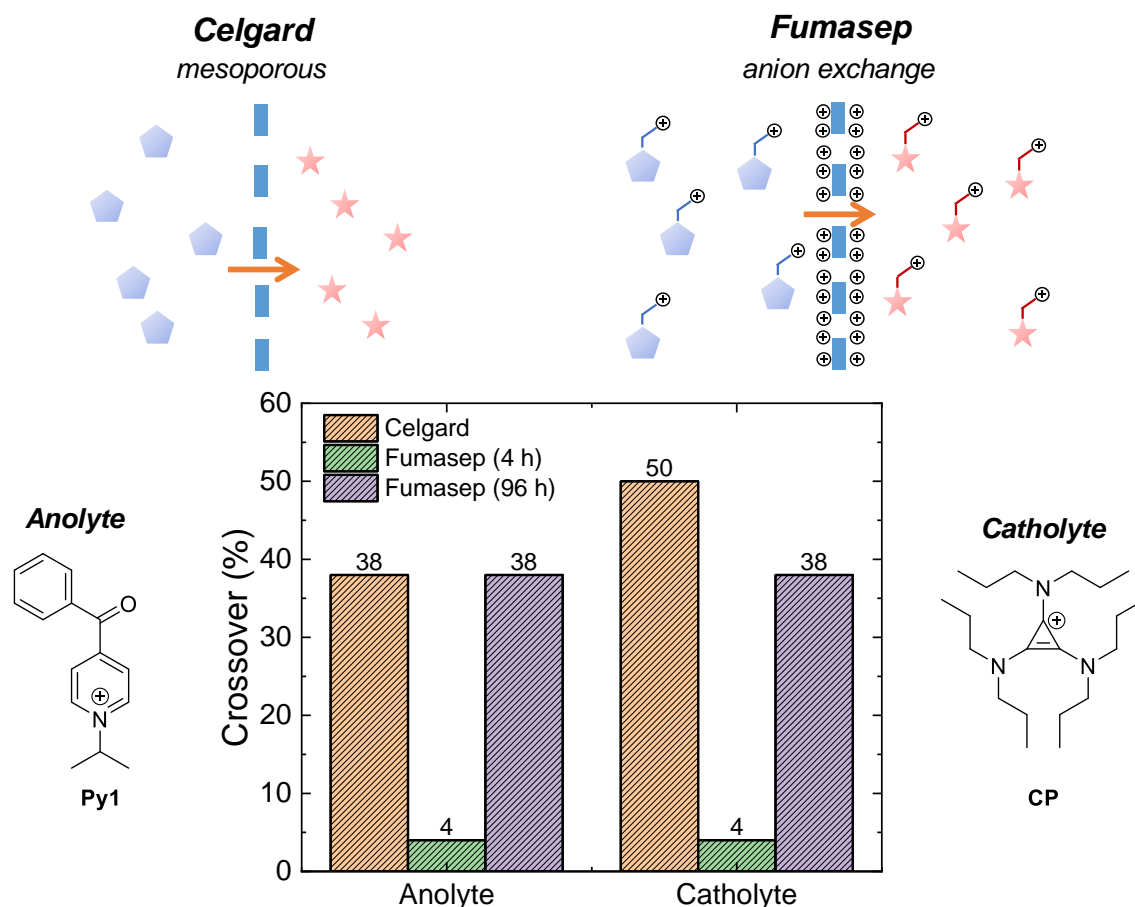 Celgard
mesoporous
Fumasep
anion exchange
Anolyte
O
N
Py1
Crossover (%)
60
50
40
30
20
10
0
Celgard
Fumasep (4 h)
Fumasep (96 h)
38
4
38
50
4
38
Anolyte
Catholyte
Catholyte
N
N
N
CP